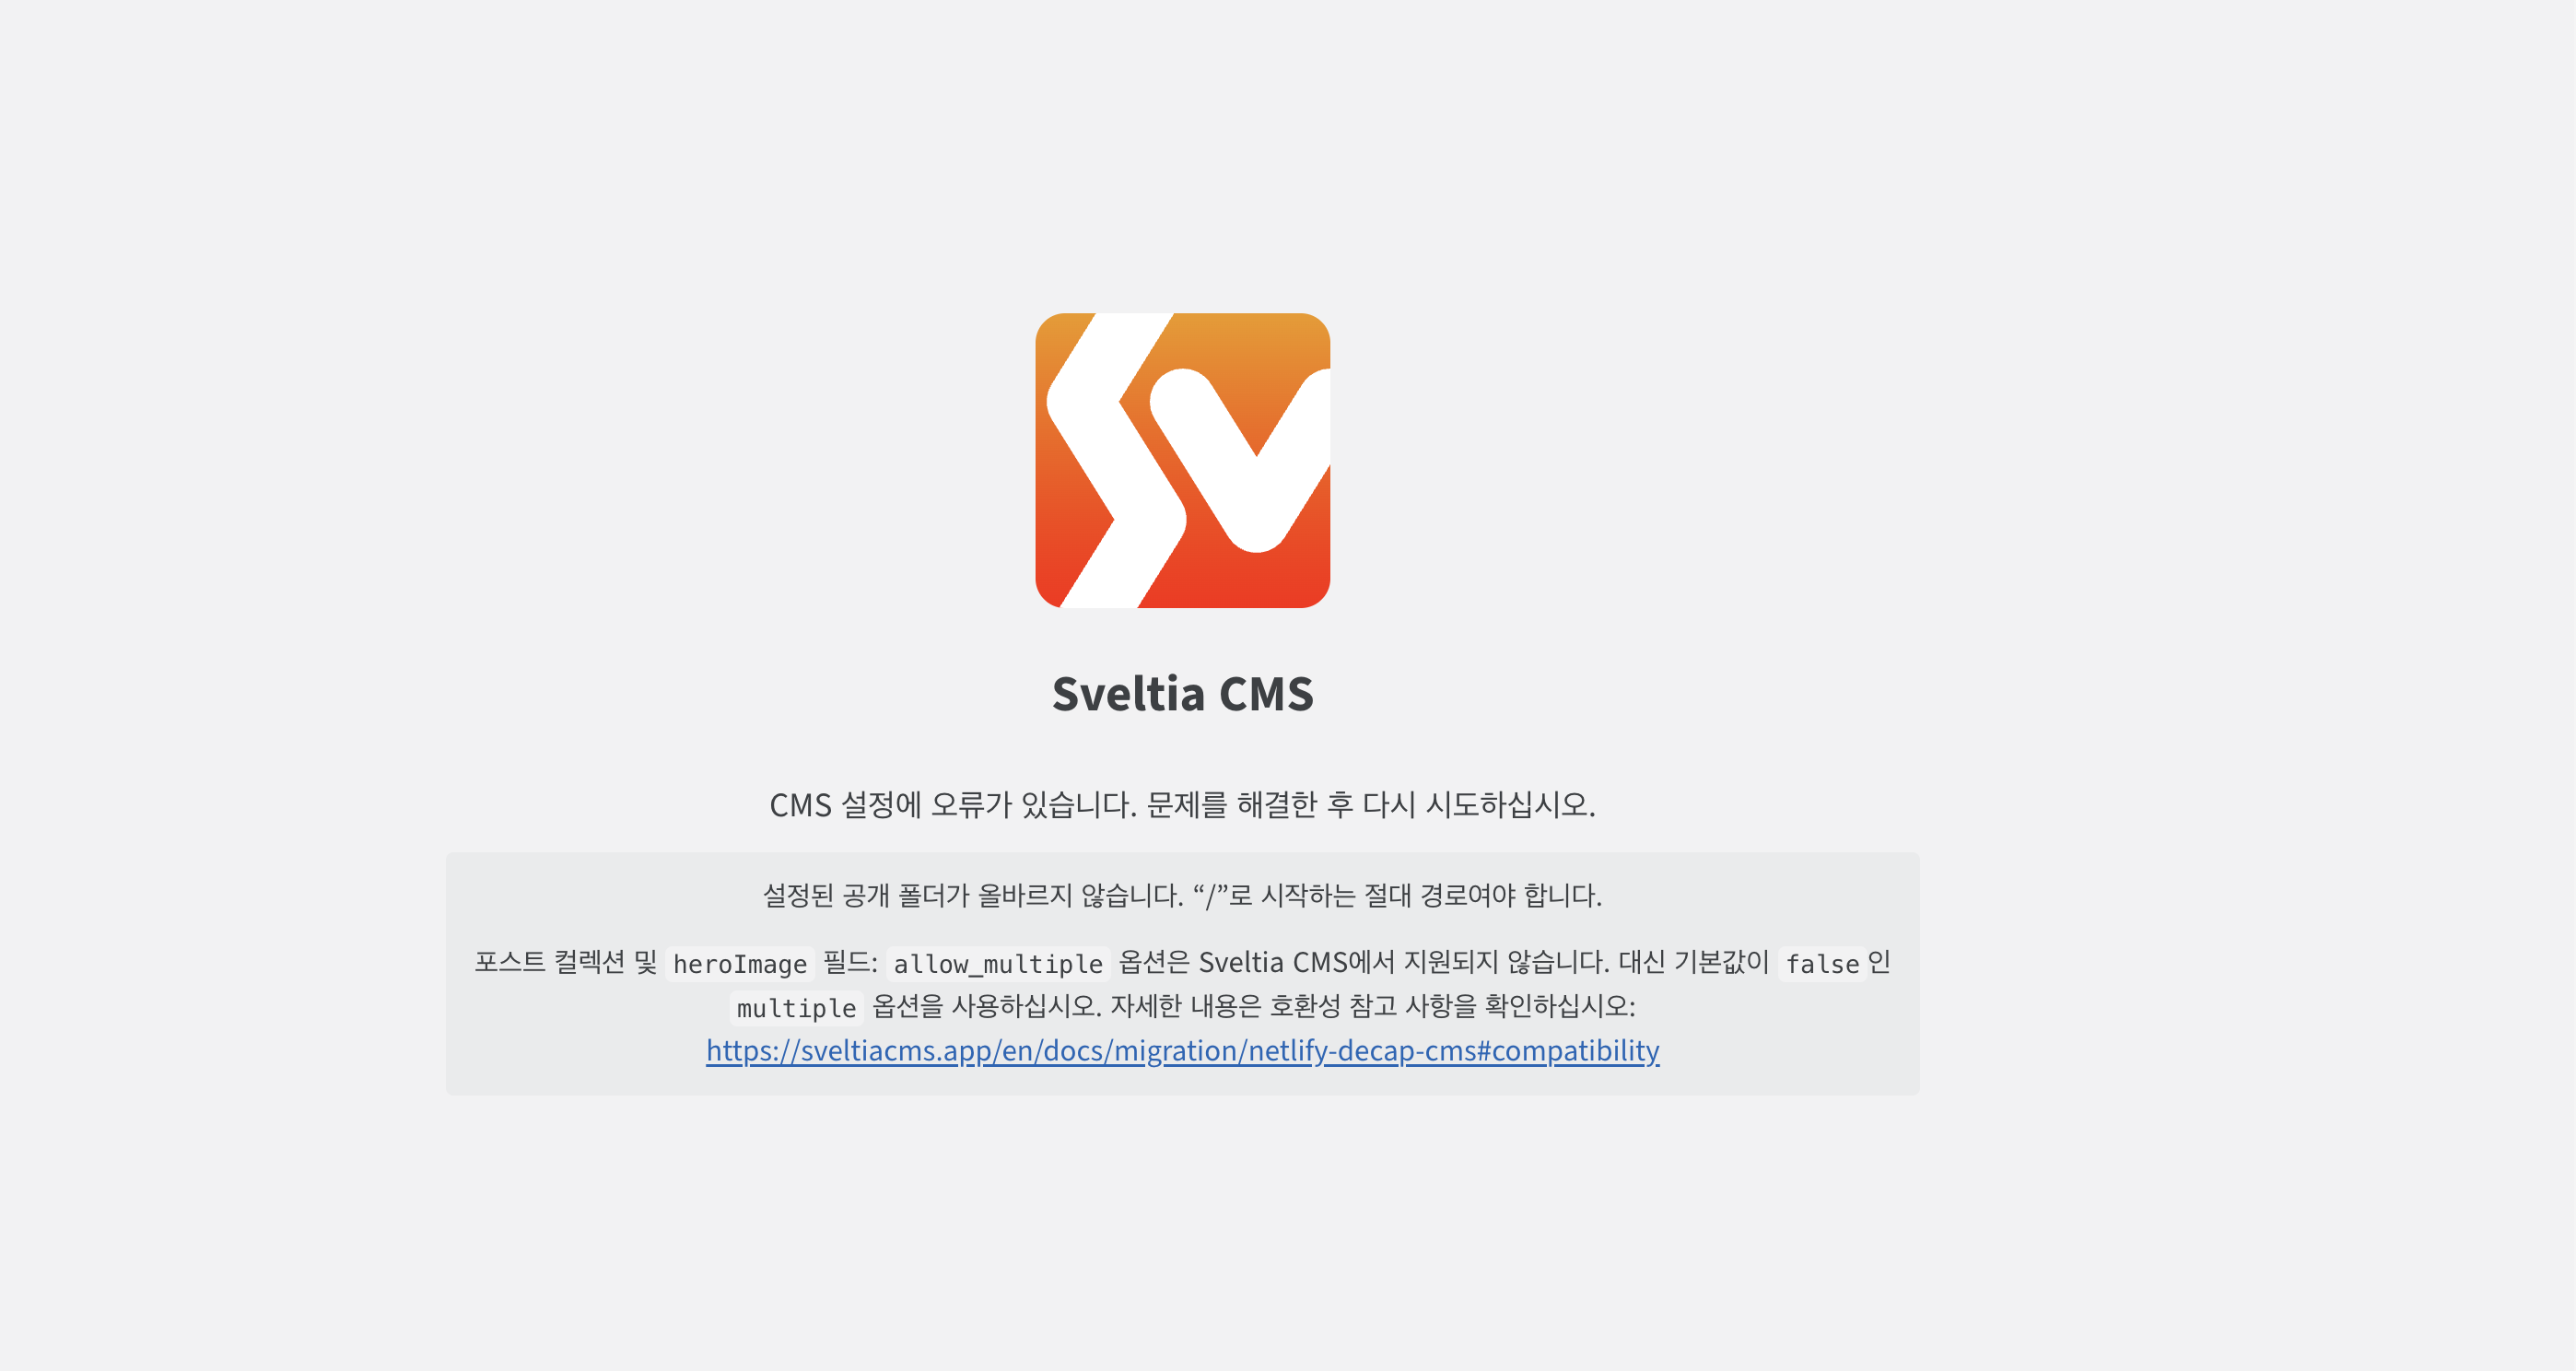 Sveltia CMS
CMS 설정에 오류가 있습니다. 문제를 해결한 후 다시 시도하십시오.
설정된 공개 폴더가 올바르지 않습니다. “/”로 시작하는 절대 경로여야 합니다.
포스트 컬렉션 및 heroImage 필드: allow_multiple 옵션은 Sveltia CMS에서 지원되지 않습니다. 대신 기본값이 false인
multiple 옵션을 사용하십시오. 자세한 내용은 호환성 참고 사항을 확인하십시오:
https://sveltiacms.app/en/docs/migration/netlify-decap-cms#compatibility